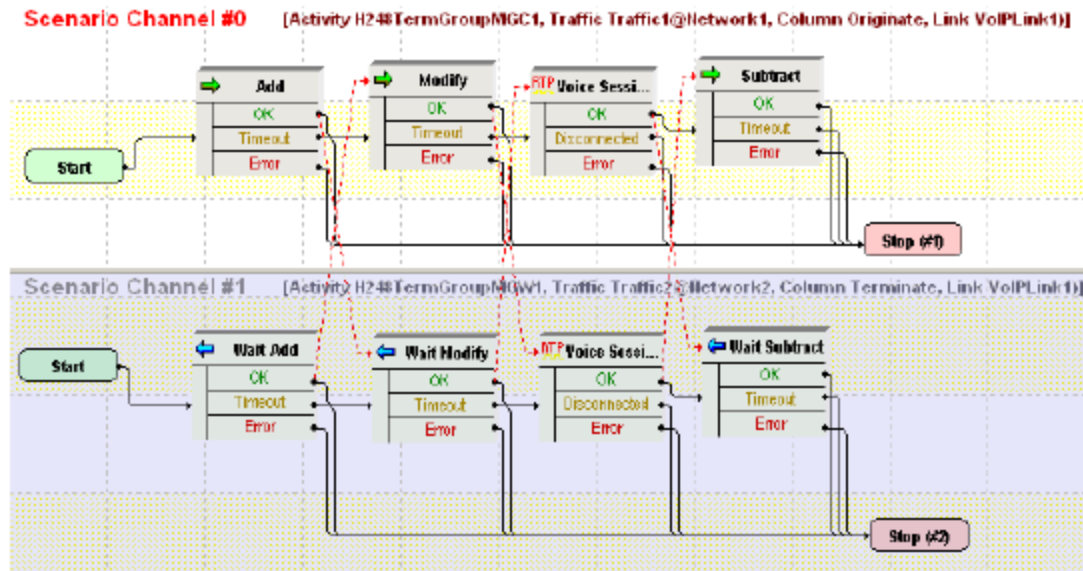 Scenario Channel #0 [Activity H248TermGroupMGC1, Traffic Traffic1@Network1, Column Originate, Link VoIPLink1)]
Add
OK
Timeout
Error
Modify
OK
Timeout
Error
RTP Voice Sessi...
OK
Disconnected
Error
Subtract
OK
Timeout
Error
Start
Stop (#1)
Scenario Channel #1 [Activity H248TermGroupMGW1, Traffic Traffic2@Network2, Column Terminate, Link VoIPLink1)]
Wait Add
OK
Timeout
Error
Wait Modify
OK
Timeout
Error
RTP Voice Sessi...
OK
Disconnected
Error
Wait Subtract
OK
Timeout
Error
Start
Stop (#2)